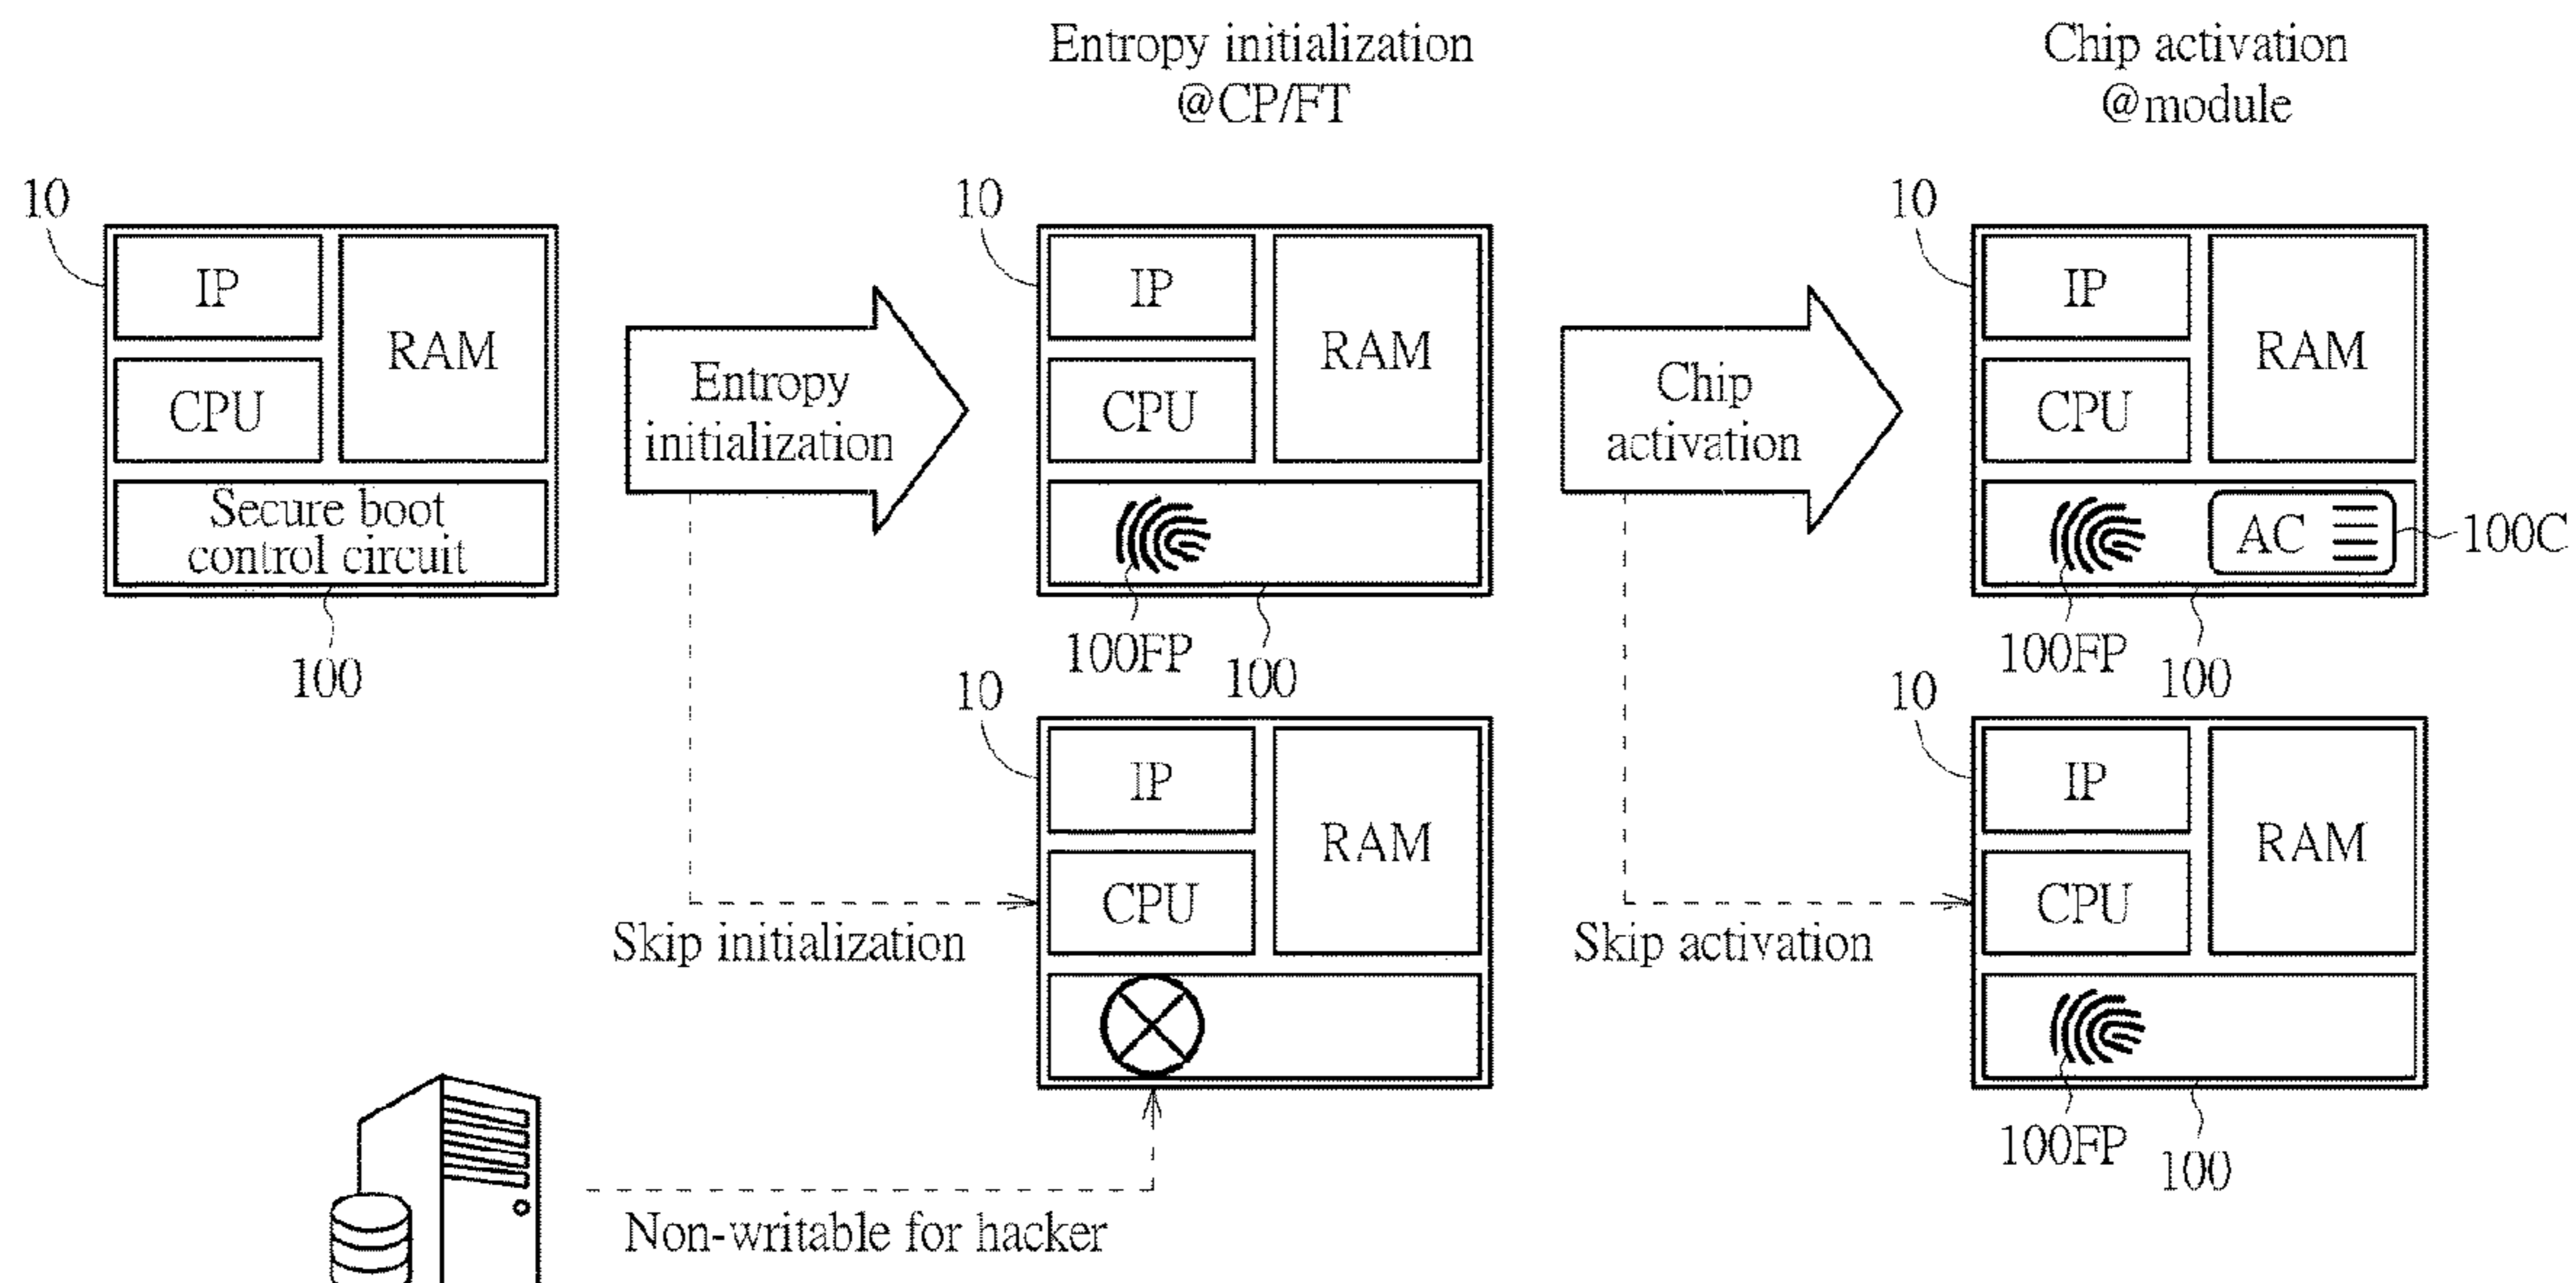 Entropy initialization
@CP/FT
Chip activation
@module
10
IP
CPU
RAM
Secure boot
control circuit
100
Entropy
initialization
10
IP
CPU
RAM
100FP
100
Chip
activation
10
IP
CPU
RAM
AC
100C
100FP
100
Skip initialization
10
IP
CPU
RAM
Skip activation
10
IP
CPU
RAM
100FP
100
Non-writable for hacker